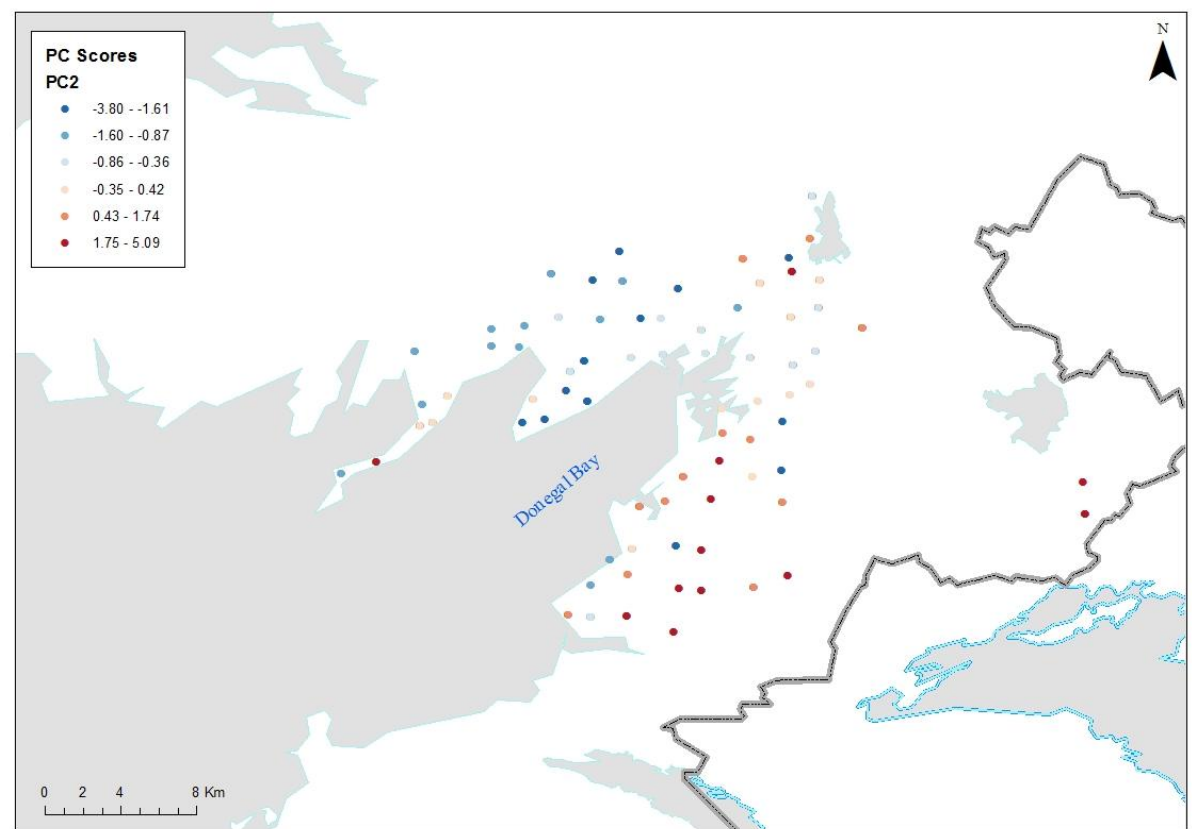 PC Scores
PC2
-3.80 - -1.61
-1.60 - -0.87
-0.86 - -0.36
-0.35 - 0.42
0.43 - 1.74
1.75 - 5.09
N
Donegal Bay
0 2 4 8 Km